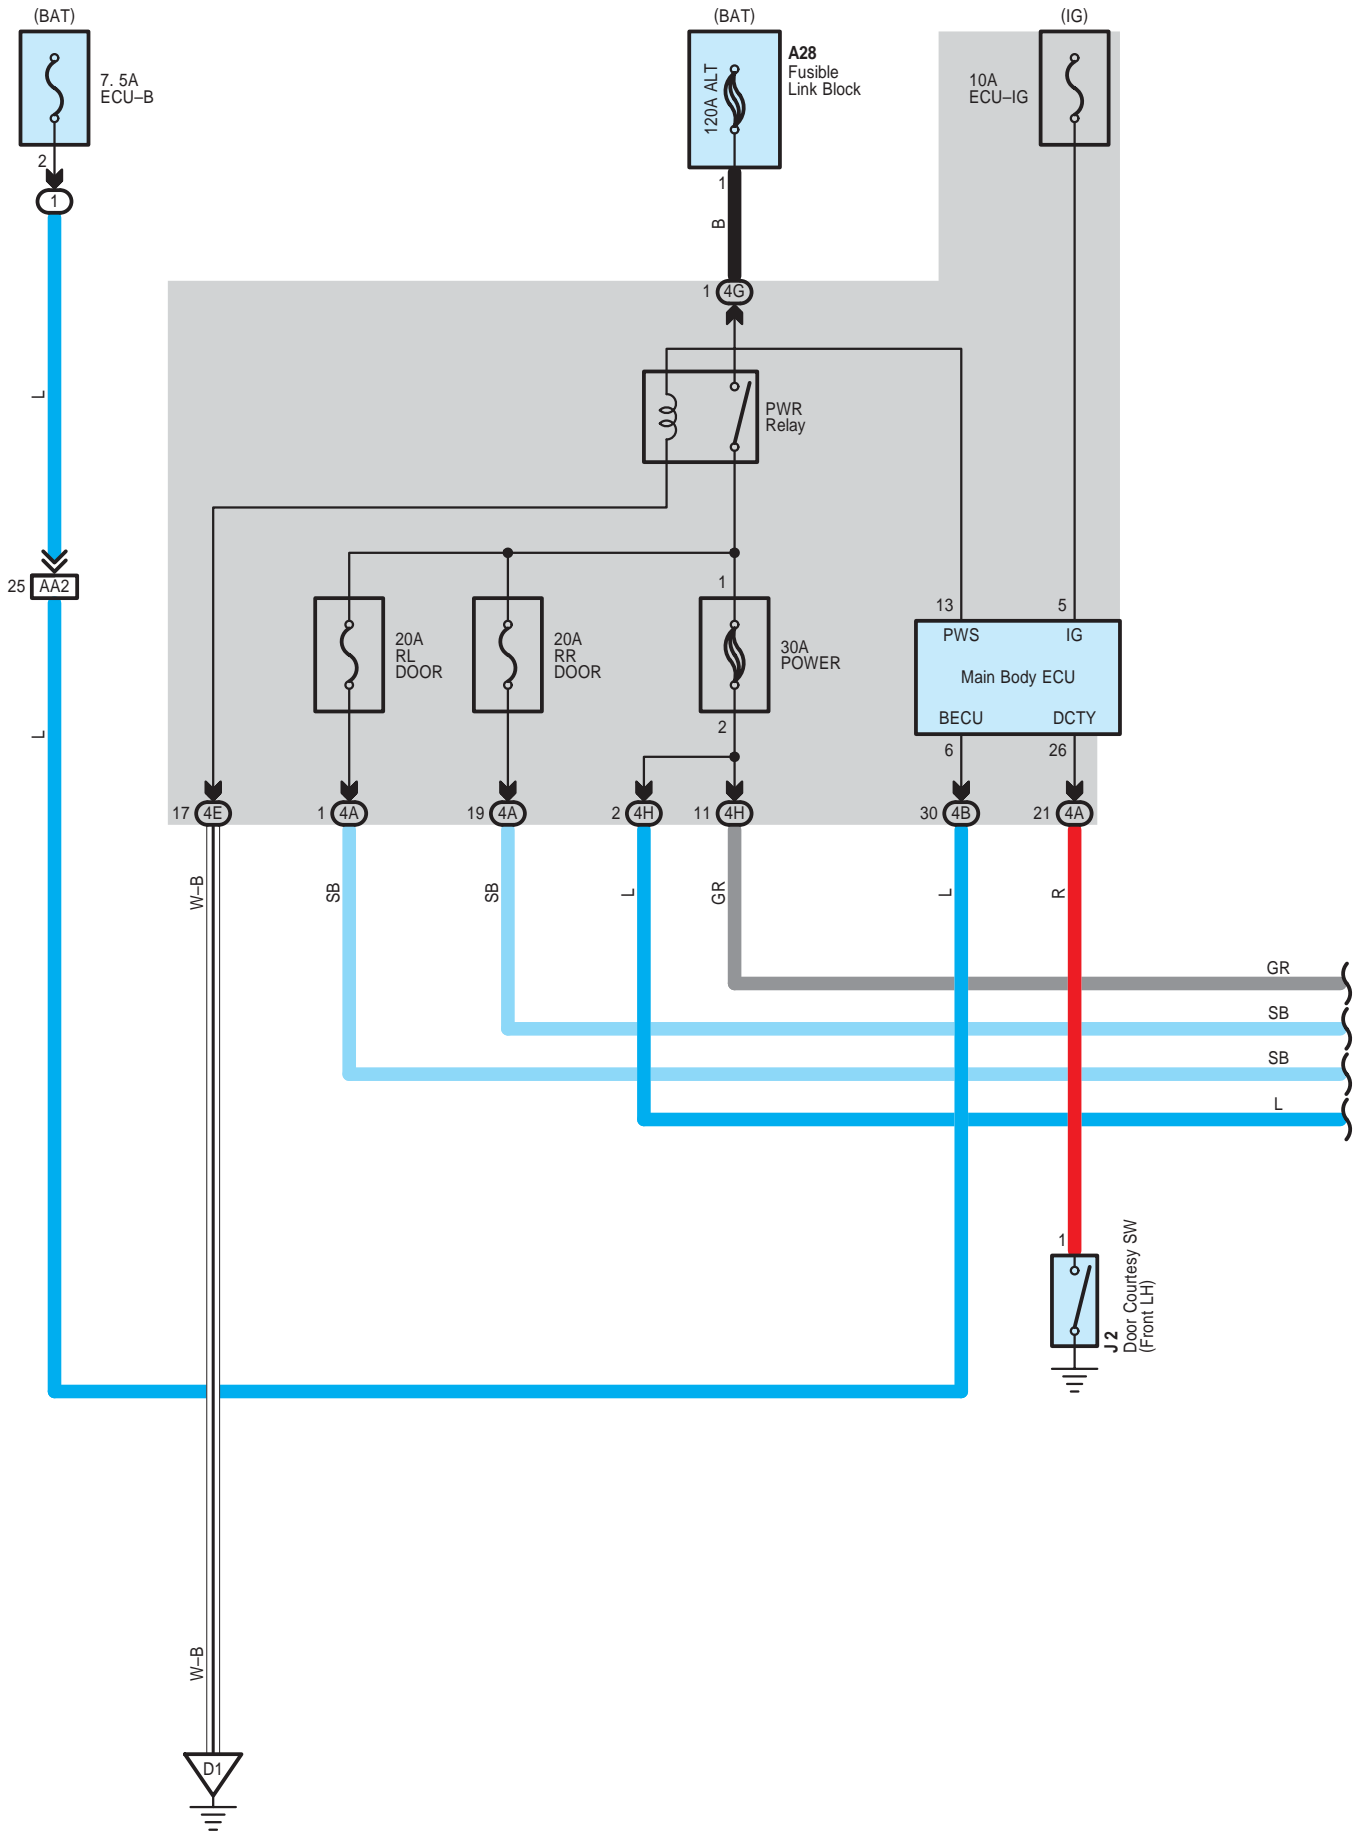 (BAT)
(BAT)
(IG)
7. 5A
ECU–B
120A ALT
A28
Fusible
Link Block
10A
ECU–IG
2
1
1
B
1
4G
L
PWR
Relay
25
AA2
1
13
5
20A
RL
DOOR
20A
RR
DOOR
30A
POWER
PWS
IG
Main Body ECU
BECU
DCTY
L
2
6
26
17
4E
1
4A
19
4A
2
4H
11
4H
30
4B
21
4A
W–B
SB
SB
L
GR
L
R
GR
SB
SB
L
1
J 2
Door Courtesy SW
(Front LH)
W–B
D1